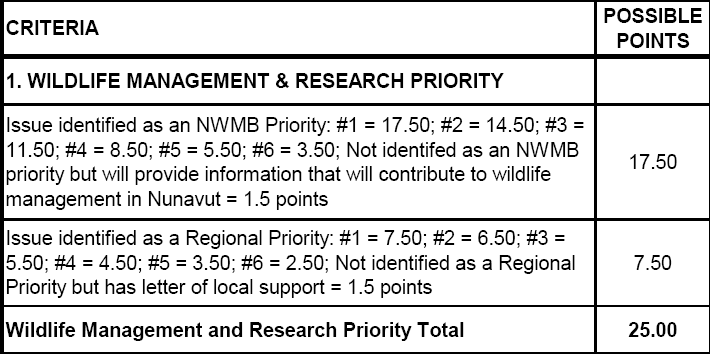 CRITERIA
POSSIBLE
POINTS
1. WILDLIFE MANAGEMENT & RESEARCH PRIORITY
Issue identified as an NWMB Priority: #1 = 17.50; #2 = 14.50; #3 =
11.50; #4 = 8.50; #5 = 5.50; #6 = 3.50; Not identifed as an NWMB
priority but will provide information that will contribute to wildlife
management in Nunavut = 1.5 points
17.50
Issue identified as a Regional Priority: #1 = 7.50; #2 = 6.50; #3 =
5.50; #4 = 4.50; #5 = 3.50; #6 = 2.50; Not identified as a Regional
Priority but has letter of local support = 1.5 points
7.50
Wildlife Management and Research Priority Total
25.00